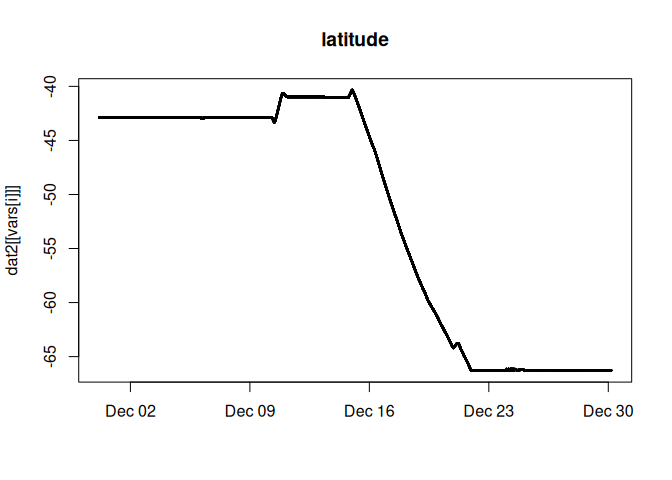 latitude
dat2[[vars[i]]]
-40
-45
-50
-55
-60
-65
Dec 02
Dec 09
Dec 16
Dec 23
Dec 30